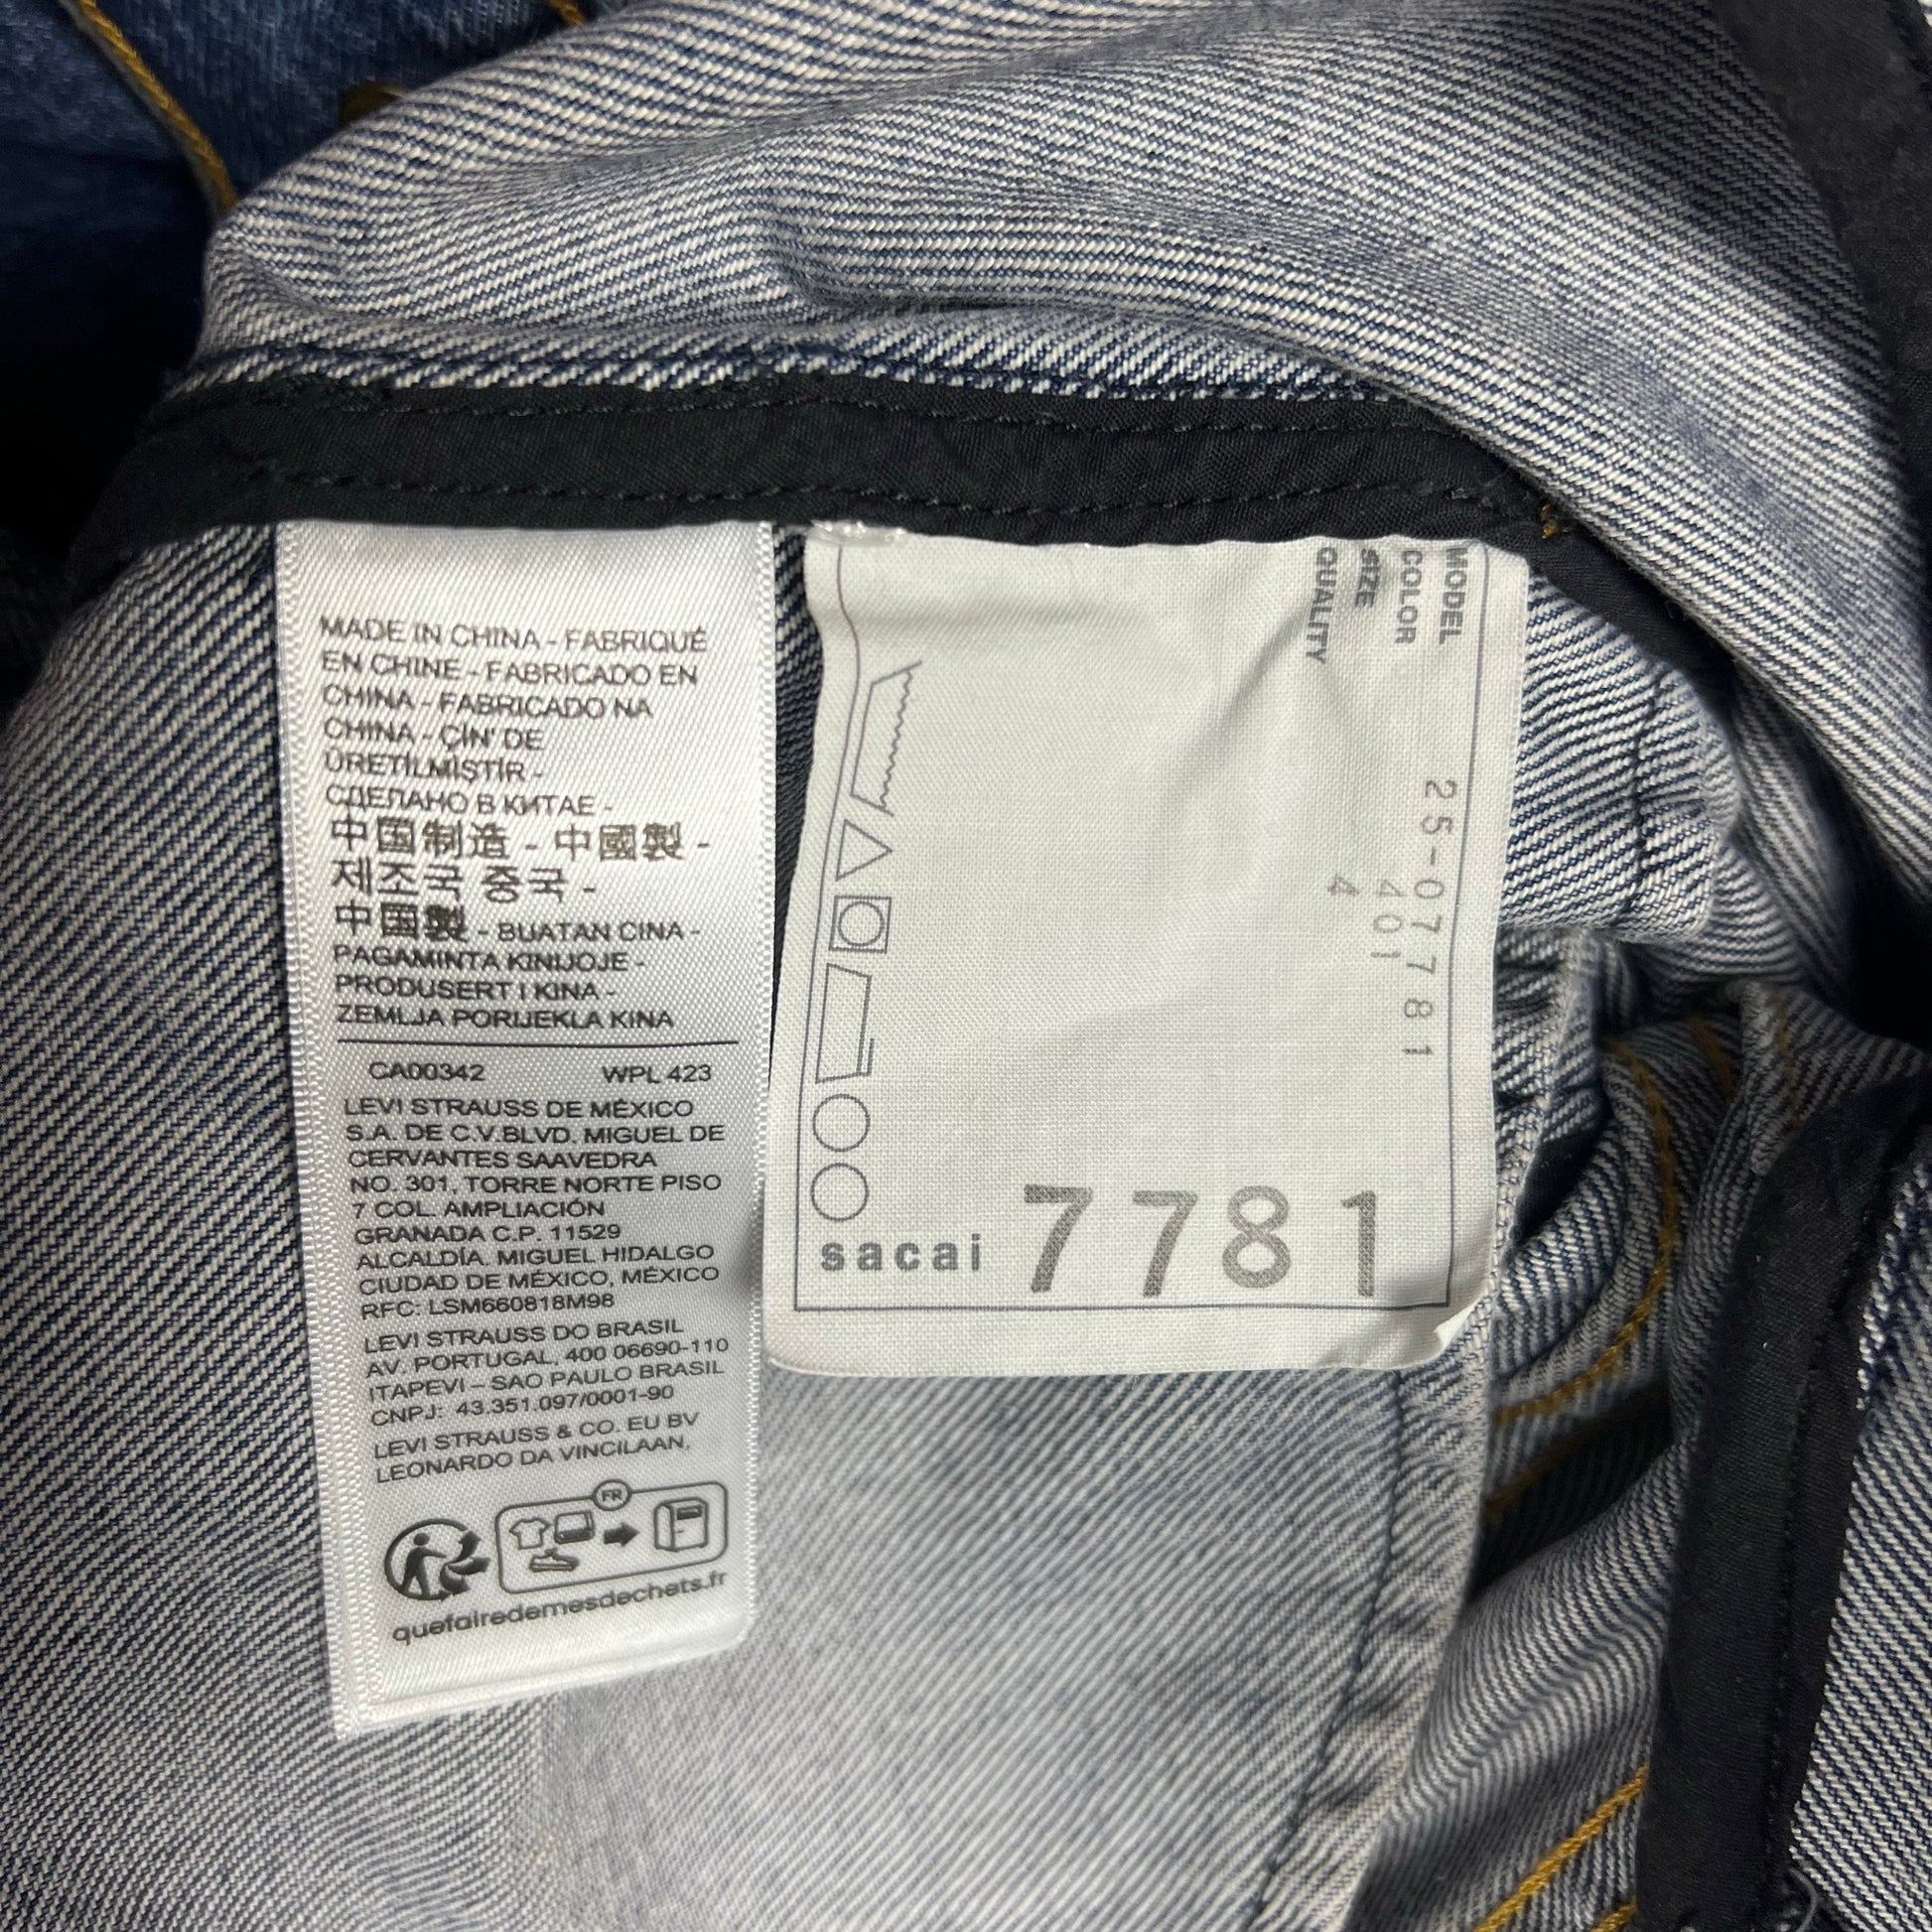 MADE IN CHINA - FABRIQUÉ
EN CHINE - FABRICADO EN
CHINA - FABRICADO NA
CHINA - ÇİN' DE
ÜRETİLMİŞTİR -
СДЕЛАНО В КИТАЕ -
中国制造 - 中國製 -
제조국 중국 -
中国製 - BUATAN CINA -
PAGAMINTA KINIJOJE -
PRODUSERT I KINA -
ZEMLJA PORIJEKLA KINA
CA00342 WPL 423
LEVI STRAUSS DE MÉXICO
S.A. DE C.V.BLVD. MIGUEL DE
CERVANTES SAAVEDRA
NO. 301, TORRE NORTE PISO
7 COL. AMPLIACIÓN
GRANADA C.P. 11529
ALCALDÍA. MIGUEL HIDALGO
CIUDAD DE MÉXICO, MÉXICO
RFC: LSM660818M98
LEVI STRAUSS DO BRASIL
AV. PORTUGAL, 400 06690-110
ITAPEVI – SAO PAULO BRASIL
CNPJ: 43.351.097/0001-90
LEVI STRAUSS & CO. EU BV
LEONARDO DA VINCILAAN,
FR
quefairedemesdechets.fr
MODEL 25-07781
COLOR 401
SIZE 4
QUALITY
sacai 7781